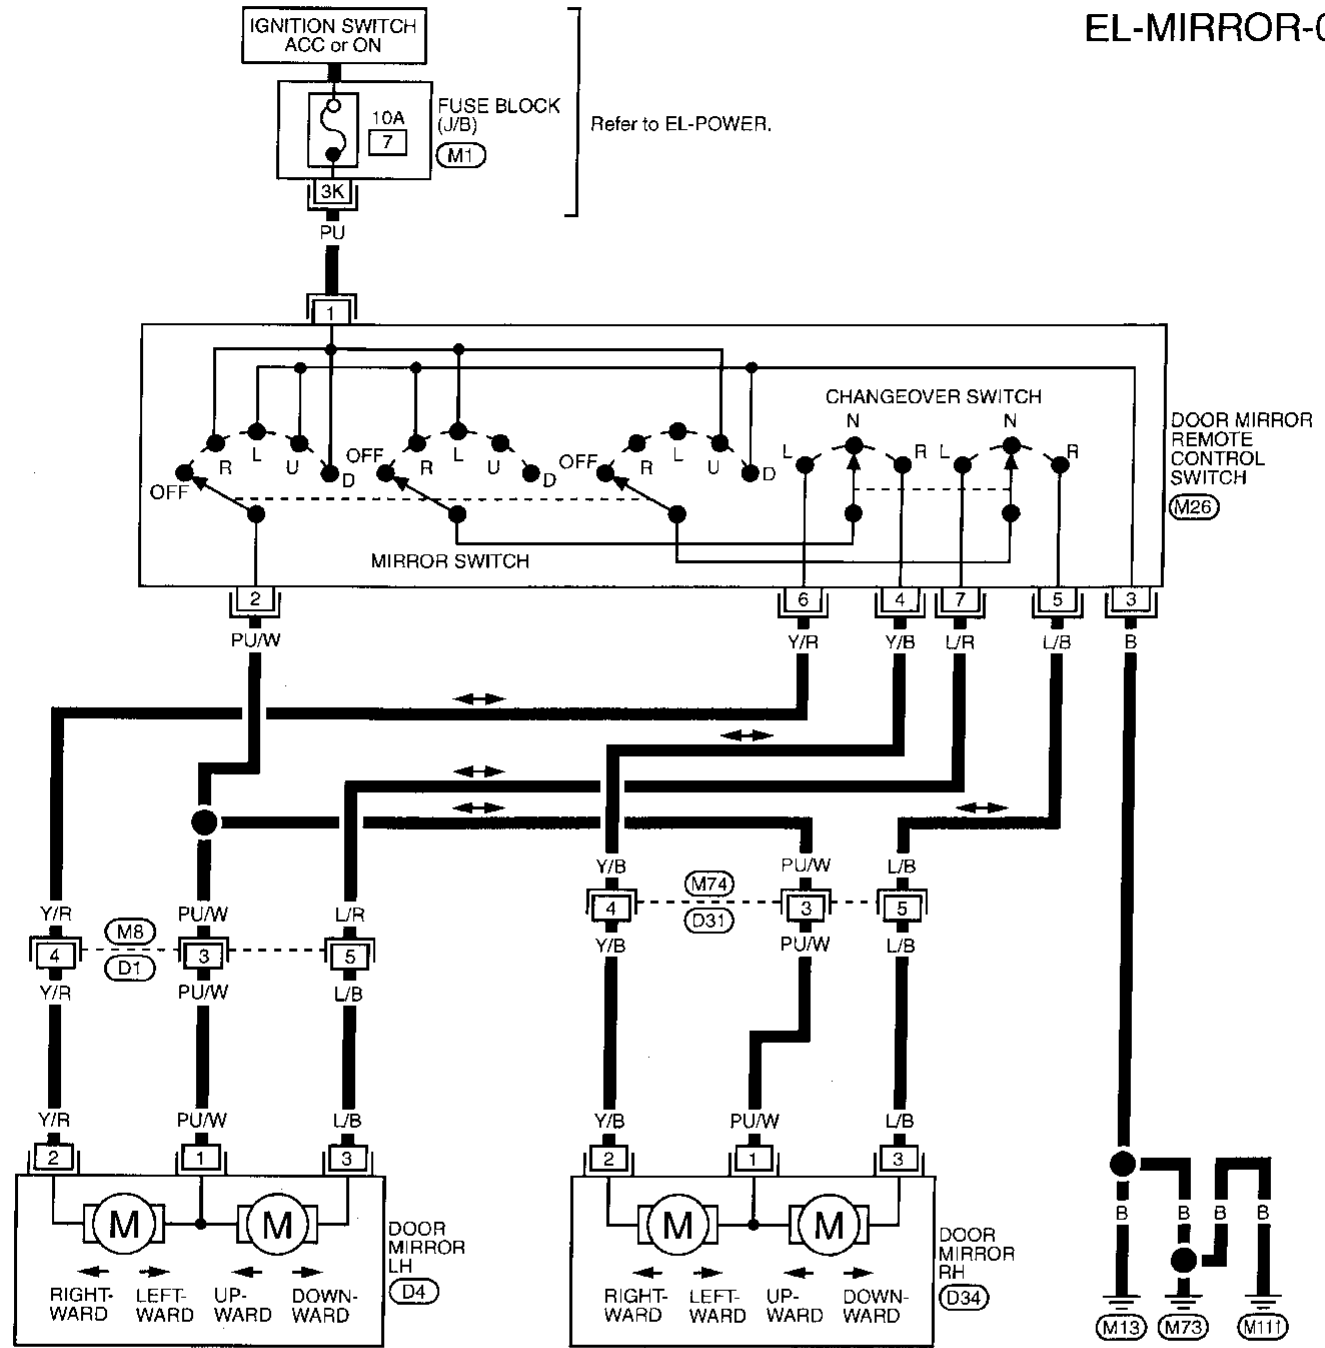 EL-MIRROR-0
IGNITION SWITCH
ACC or ON
10A
7
FUSE BLOCK
(J/B)
M1
Refer to EL-POWER.
3K
PU
1
CHANGEOVER SWITCH
N
N
L
R
L
R
OFF
R
L
U
D
OFF
R
L
U
D
OFF
R
L
U
D
MIRROR SWITCH
DOOR MIRROR
REMOTE
CONTROL
SWITCH
M26
2
6
4
7
5
3
PU/W
Y/R
Y/B
L/R
L/B
B
Y/B
PU/W
L/B
4
M74
D31
3
5
Y/B
PU/W
L/B
Y/R
PU/W
L/R
4
M8
D1
3
5
Y/R
PU/W
L/B
Y/R
PU/W
L/B
Y/B
PU/W
L/B
2
1
3
2
1
3
M
M
M
M
DOOR
MIRROR
LH
D4
RIGHT-
WARD
LEFT-
WARD
UP-
WARD
DOWN-
WARD
DOOR
MIRROR
RH
D34
RIGHT-
WARD
LEFT-
WARD
UP-
WARD
DOWN-
WARD
B
B
B
B
M13
M73
M111